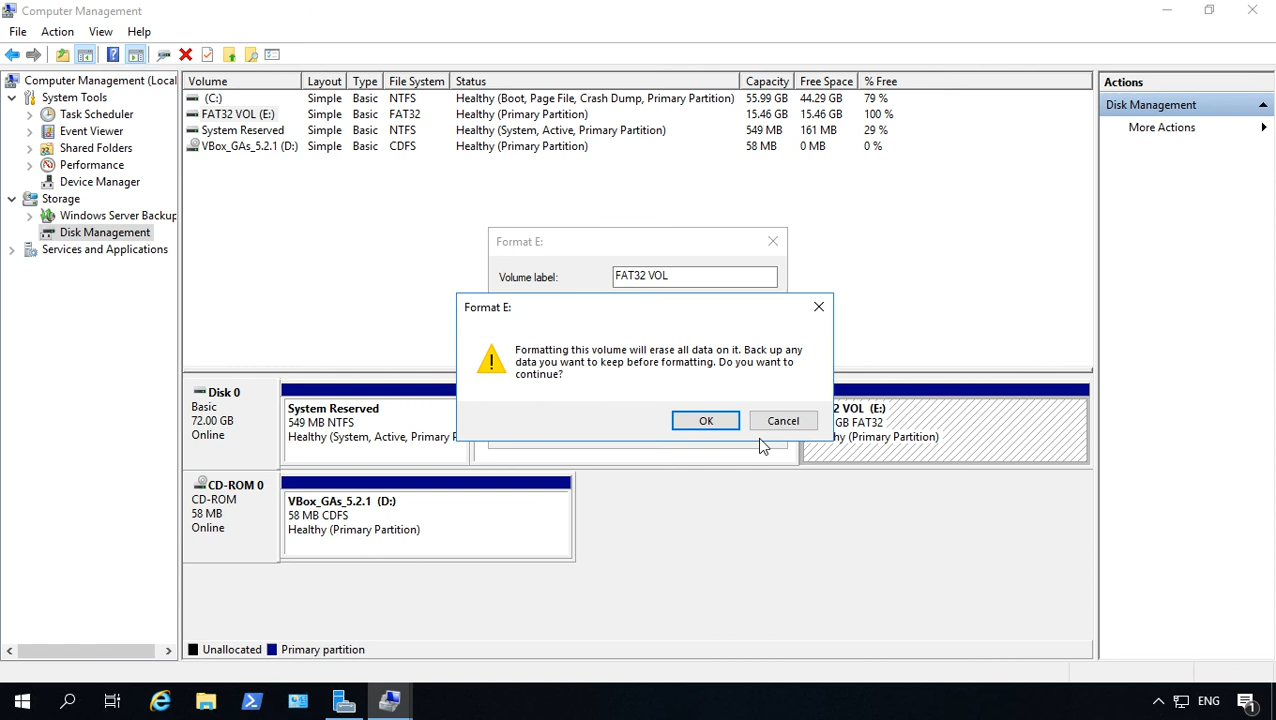 Computer Management
File Action View Help
Computer Management (Local
System Tools
Task Scheduler
Event Viewer
Shared Folders
Performance
Device Manager
Storage
Windows Server Backup
Disk Management
Services and Applications
Volume Layout Type File System Status Capacity Free Space % Free
(C:) Simple Basic NTFS Healthy (Boot, Page File, Crash Dump, Primary Partition) 55.99 GB 44.29 GB 79 %
FAT32 VOL (E:) Simple Basic FAT32 Healthy (Primary Partition) 15.46 GB 15.46 GB 100 %
System Reserved Simple Basic NTFS Healthy (System, Active, Primary Partition) 549 MB 161 MB 29 %
VBox_GAs_5.2.1 (D:) Simple Basic CDFS Healthy (Primary Partition) 58 MB 0 MB 0 %
Format E:
Volume label: FAT32 VOL
Format E:
Formatting this volume will erase all data on it. Back up any
data you want to keep before formatting. Do you want to
continue?
OK Cancel
Disk 0
Basic
72.00 GB
Online
System Reserved
549 MB NTFS
Healthy (System, Active, Primary P
2 VOL (E:)
GB FAT32
hy (Primary Partition)
CD-ROM 0
CD-ROM
58 MB
Online
VBox_GAs_5.2.1 (D:)
58 MB CDFS
Healthy (Primary Partition)
Unallocated Primary partition
Actions
Disk Management
More Actions
ENG
1